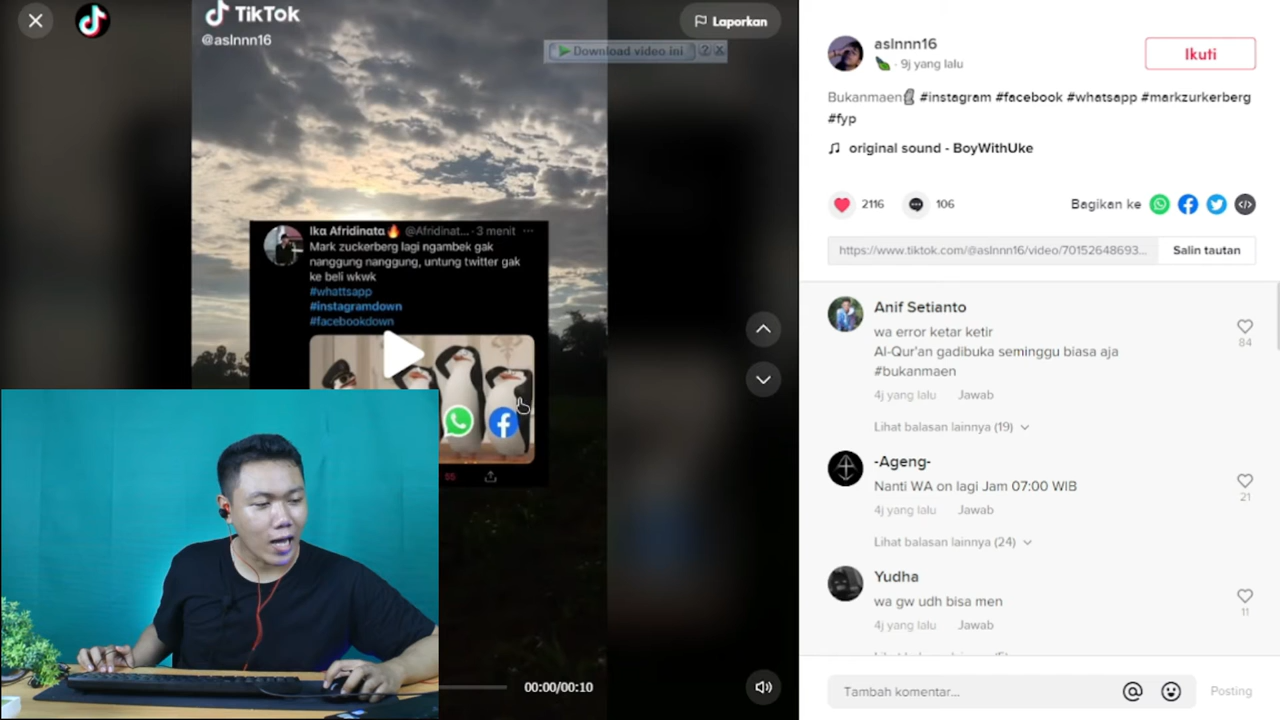 TikTok
@aslnnn16
Laporkan
Download video ini
?
Ika Afridinata🔥 @Afridinat... · 3 menit ···
Mark zuckerberg lagi ngambek gak
nanggung nanggung, untung twitter gak
ke beli wkwk
#whattsapp
#instagramdown
#facebookdown
55
00:00/00:10
aslnnn16
· 9j yang lalu
Ikuti
Bukanmaen🗿 #instagram #facebook #whatsapp #markzurkerberg
#fyp
♫ original sound - BoyWithUke
2116
106
Bagikan ke
https://www.tiktok.com/@aslnnn16/video/70152648693...
Salin tautan
Anif Setianto
wa error ketar ketir
Al-Qur'an gadibuka seminggu biasa aja
#bukanmaen
84
4j yang lalu Jawab
Lihat balasan lainnya (19)
-Ageng-
Nanti WA on lagi Jam 07:00 WIB
21
4j yang lalu Jawab
Lihat balasan lainnya (24)
Yudha
wa gw udh bisa men
11
4j yang lalu Jawab
Tambah komentar...
@
Posting